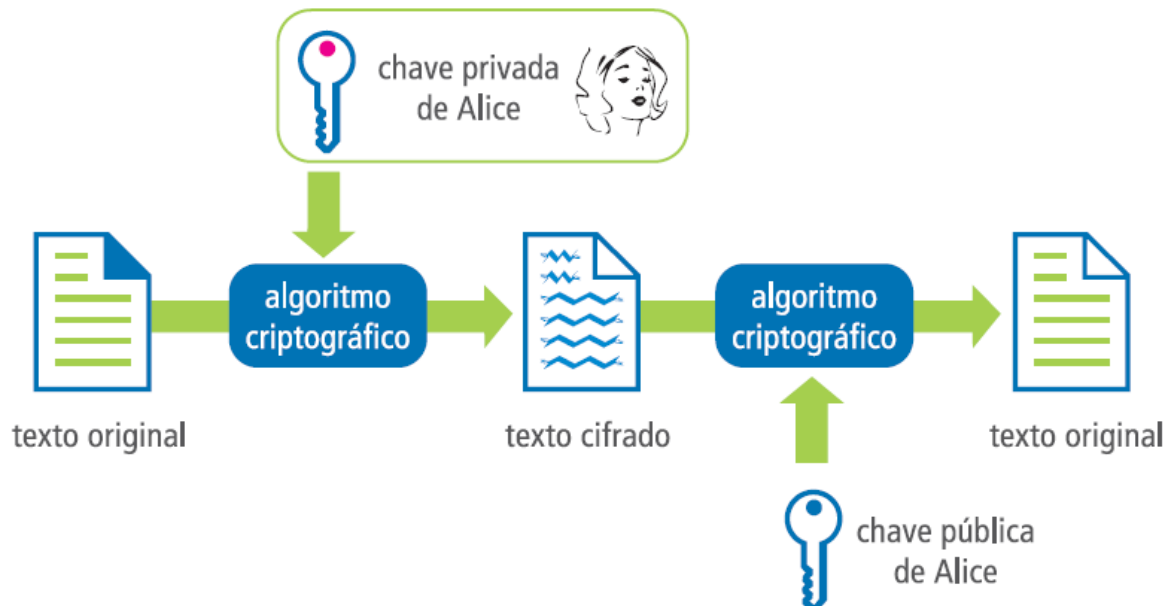 chave privada
de Alice
algoritmo
criptográfico
algoritmo
criptográfico
texto original
texto cifrado
texto original
chave pública
de Alice